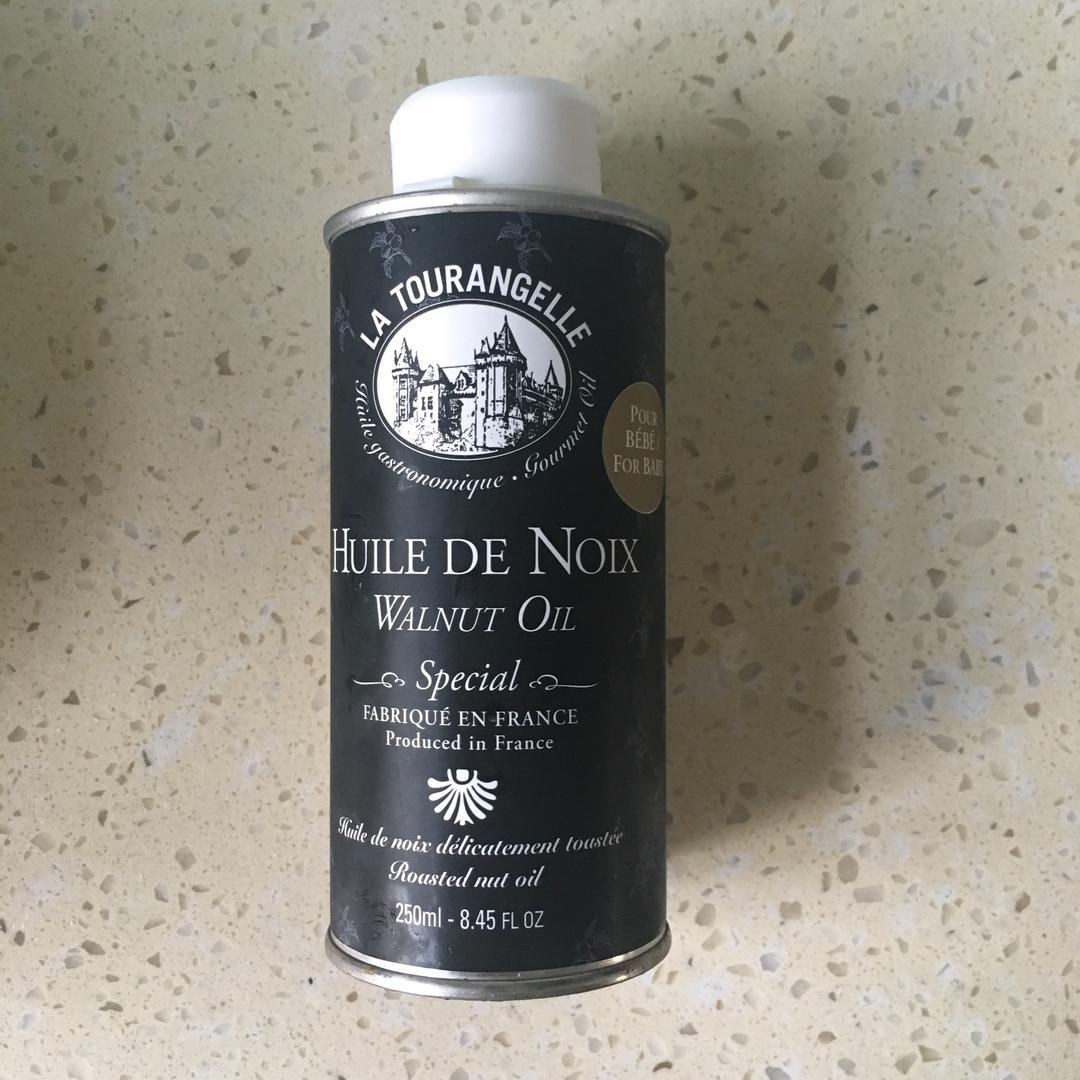 LA TOURANGELLE
Huile gastronomique • Gourmet Oil
POUR
BÉBÉ /
FOR BABY
HUILE DE NOIX
WALNUT OIL
Special
FABRIQUÉ EN FRANCE
Produced in France
Huile de noix délicatement toastée
Roasted nut oil
250ml - 8.45 FL OZ